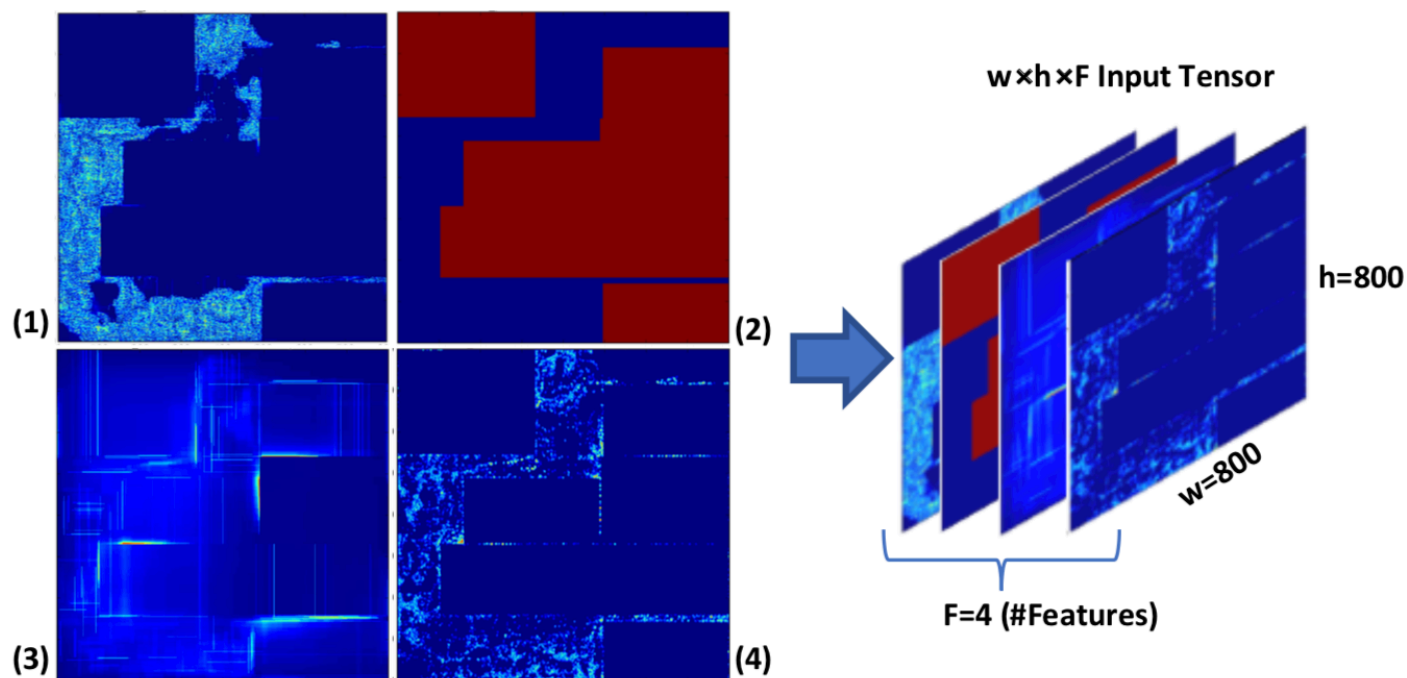 (1)
(2)
(3)
(4)
w×h×F Input Tensor
h=800
w=800
F=4 (#Features)